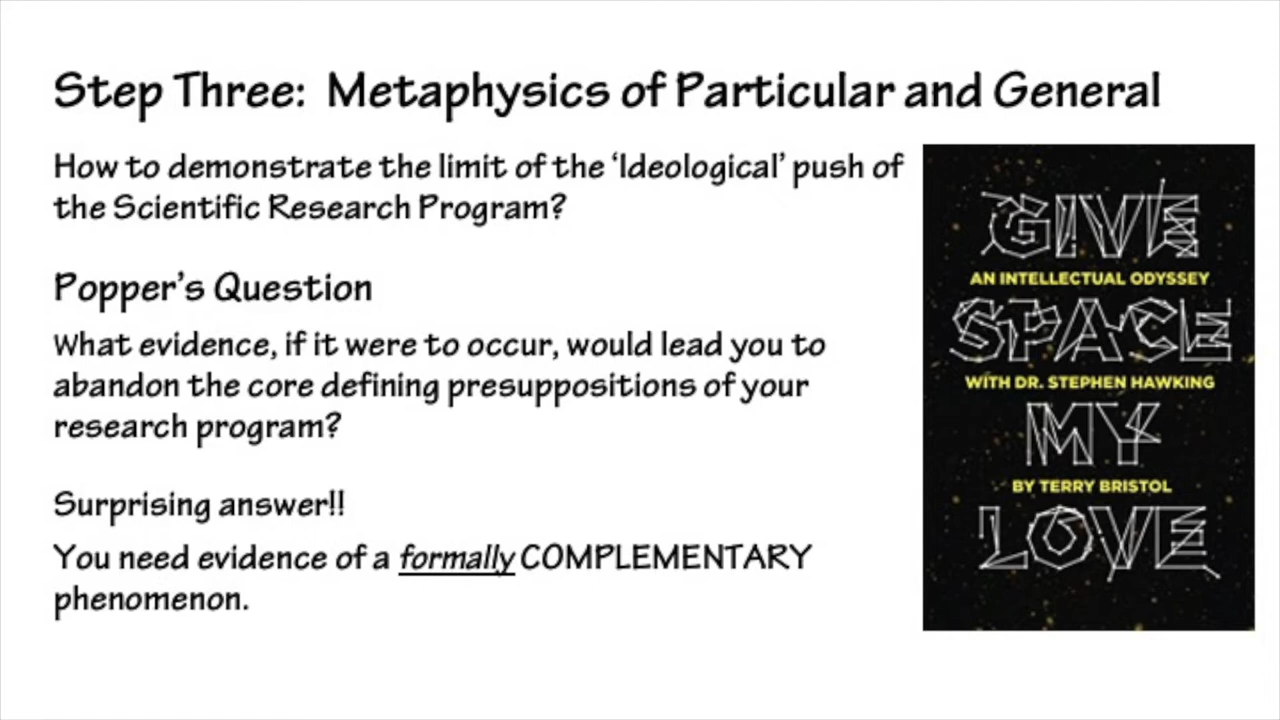 Step Three: Metaphysics of Particular and General
How to demonstrate the limit of the ‘Ideological’ push of
the Scientific Research Program?
Popper’s Question
What evidence, if it were to occur, would lead you to
abandon the core defining presuppositions of your
research program?
Surprising answer!!
You need evidence of a formally COMPLEMENTARY
phenomenon.
GIVE
AN INTELLECTUAL ODYSSEY
SPACE
WITH DR. STEPHEN HAWKING
MY
BY TERRY BRISTOL
LOVE